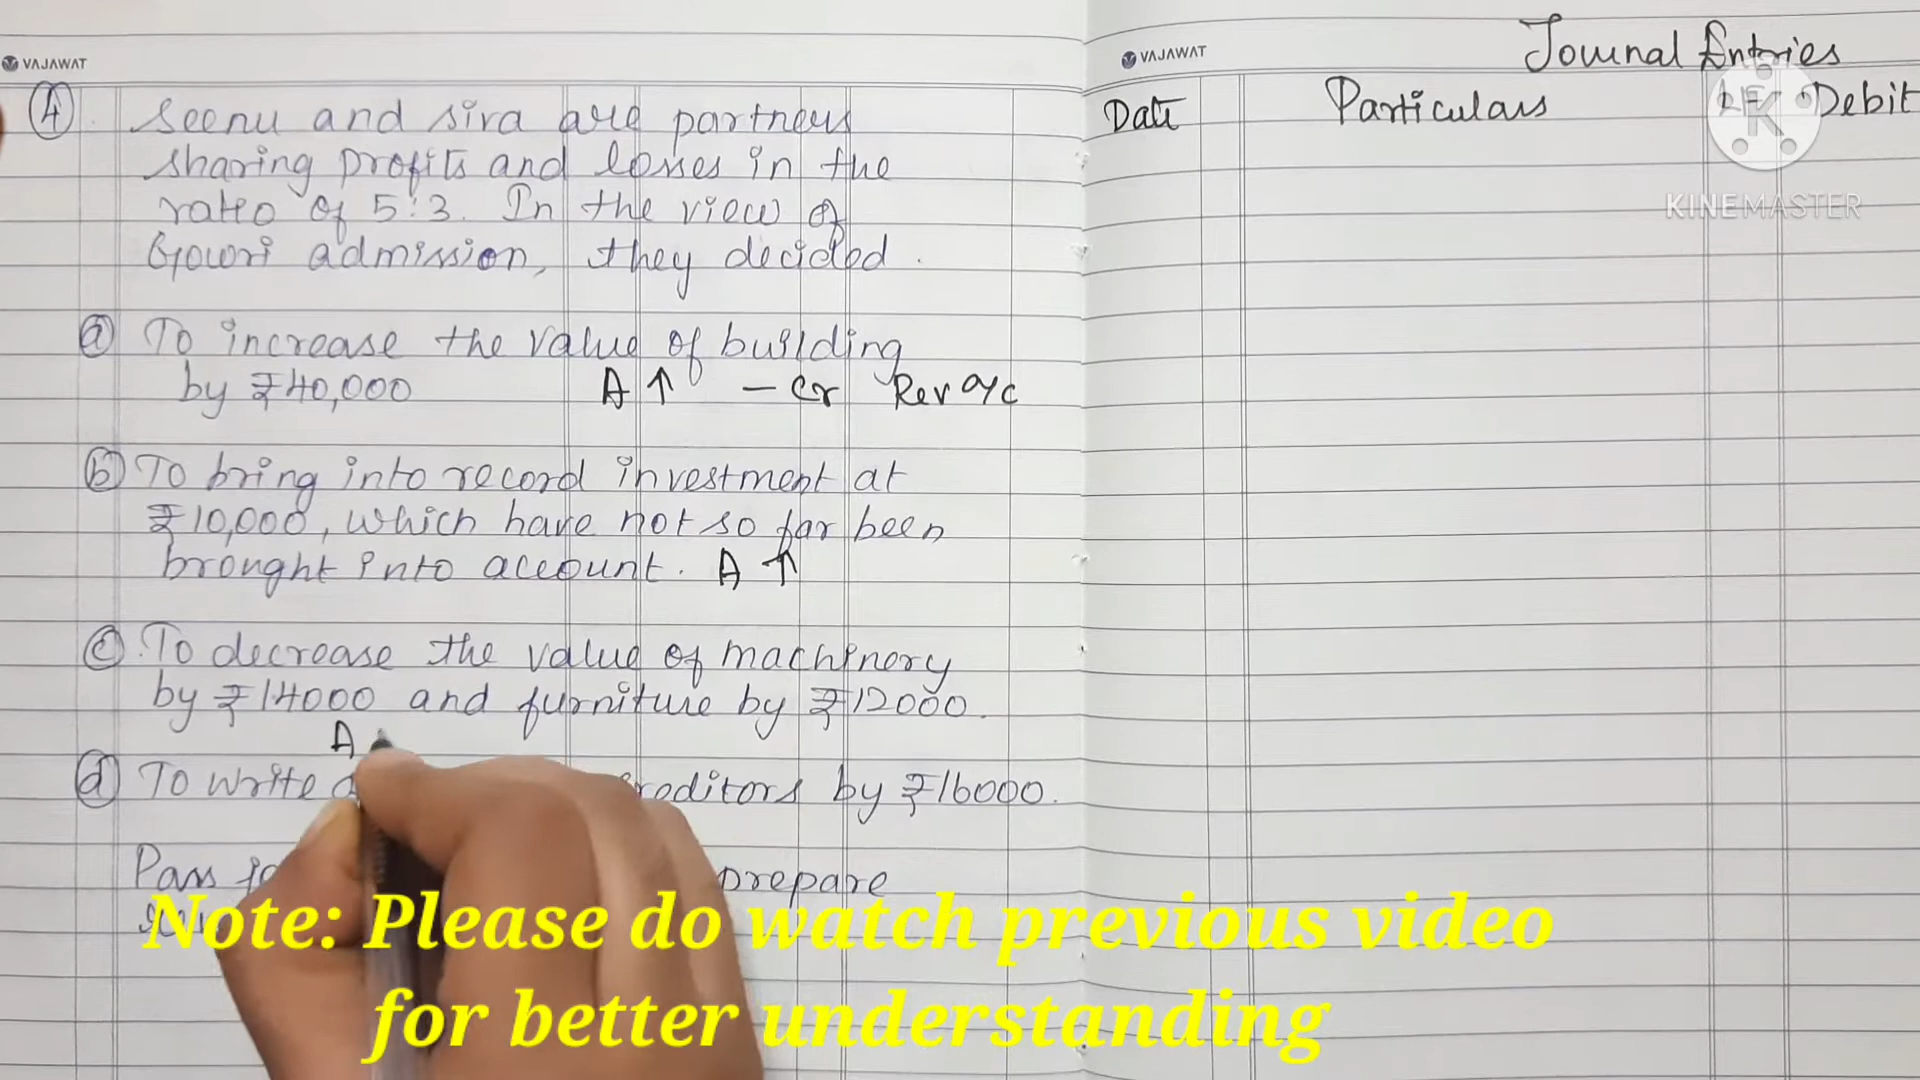 VAJAWAT
4 Seenu and Siva are partners
sharing profits and losses in the
ratio of 5:3. In the view of
Gowri admission, they decided.
a To increase the value of building
by ₹40,000 A ↑ – Cr Rev a/c
b To bring into record investment at
₹10,000, which have not so far been
brought into account. A ↑
c To decrease the value of machinery
by ₹14000 and furniture by ₹12000.
A
d To write creditors by ₹16000.
Pass prepare
VAJAWAT
Journal Entries
Date Particulars LF Debit
KINEMASTER
Note: Please do watch previous video
for better understanding